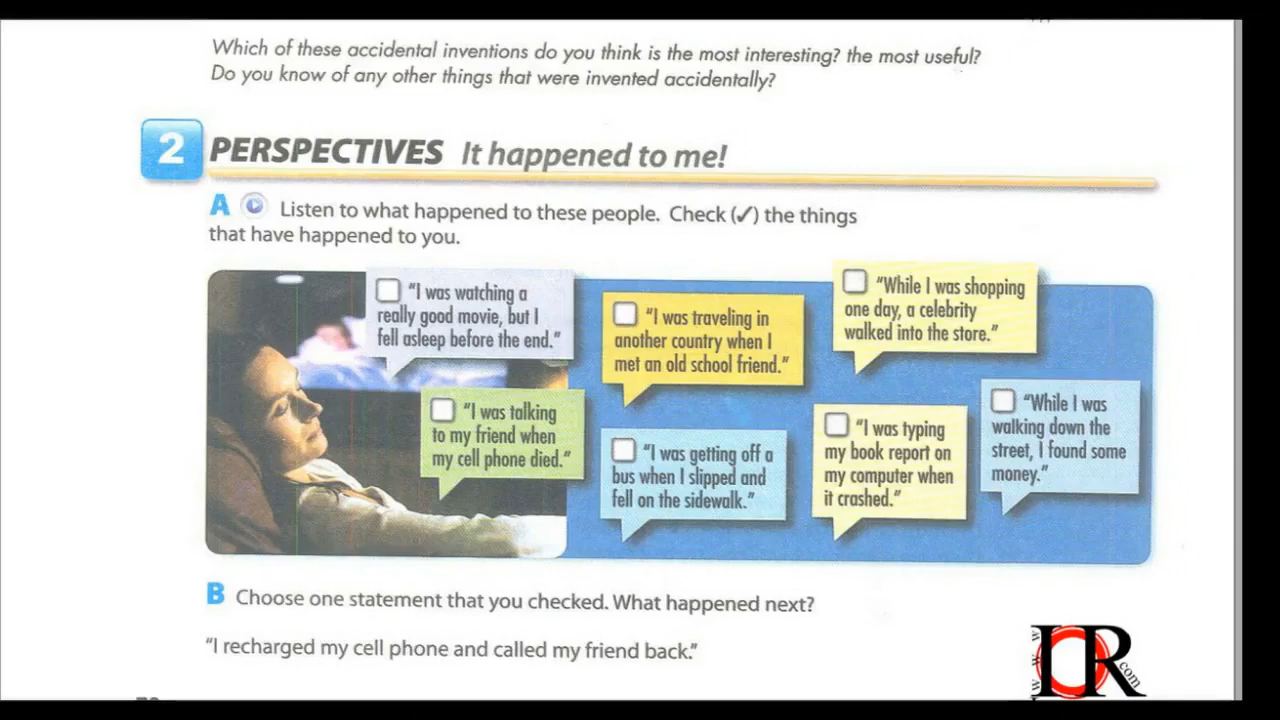 Which of these accidental inventions do you think is the most interesting? the most useful?
Do you know of any other things that were invented accidentally?
2 PERSPECTIVES It happened to me!
A Listen to what happened to these people. Check (✓) the things
that have happened to you.
"I was watching a
really good movie, but I
fell asleep before the end."
"I was traveling in
another country when I
met an old school friend."
"While I was shopping
one day, a celebrity
walked into the store."
"I was talking
to my friend when
my cell phone died."
"I was getting off a
bus when I slipped and
fell on the sidewalk."
"I was typing
my book report on
my computer when
it crashed."
"While I was
walking down the
street, I found some
money."
B Choose one statement that you checked. What happened next?
"I recharged my cell phone and called my friend back."
www.IOR.com